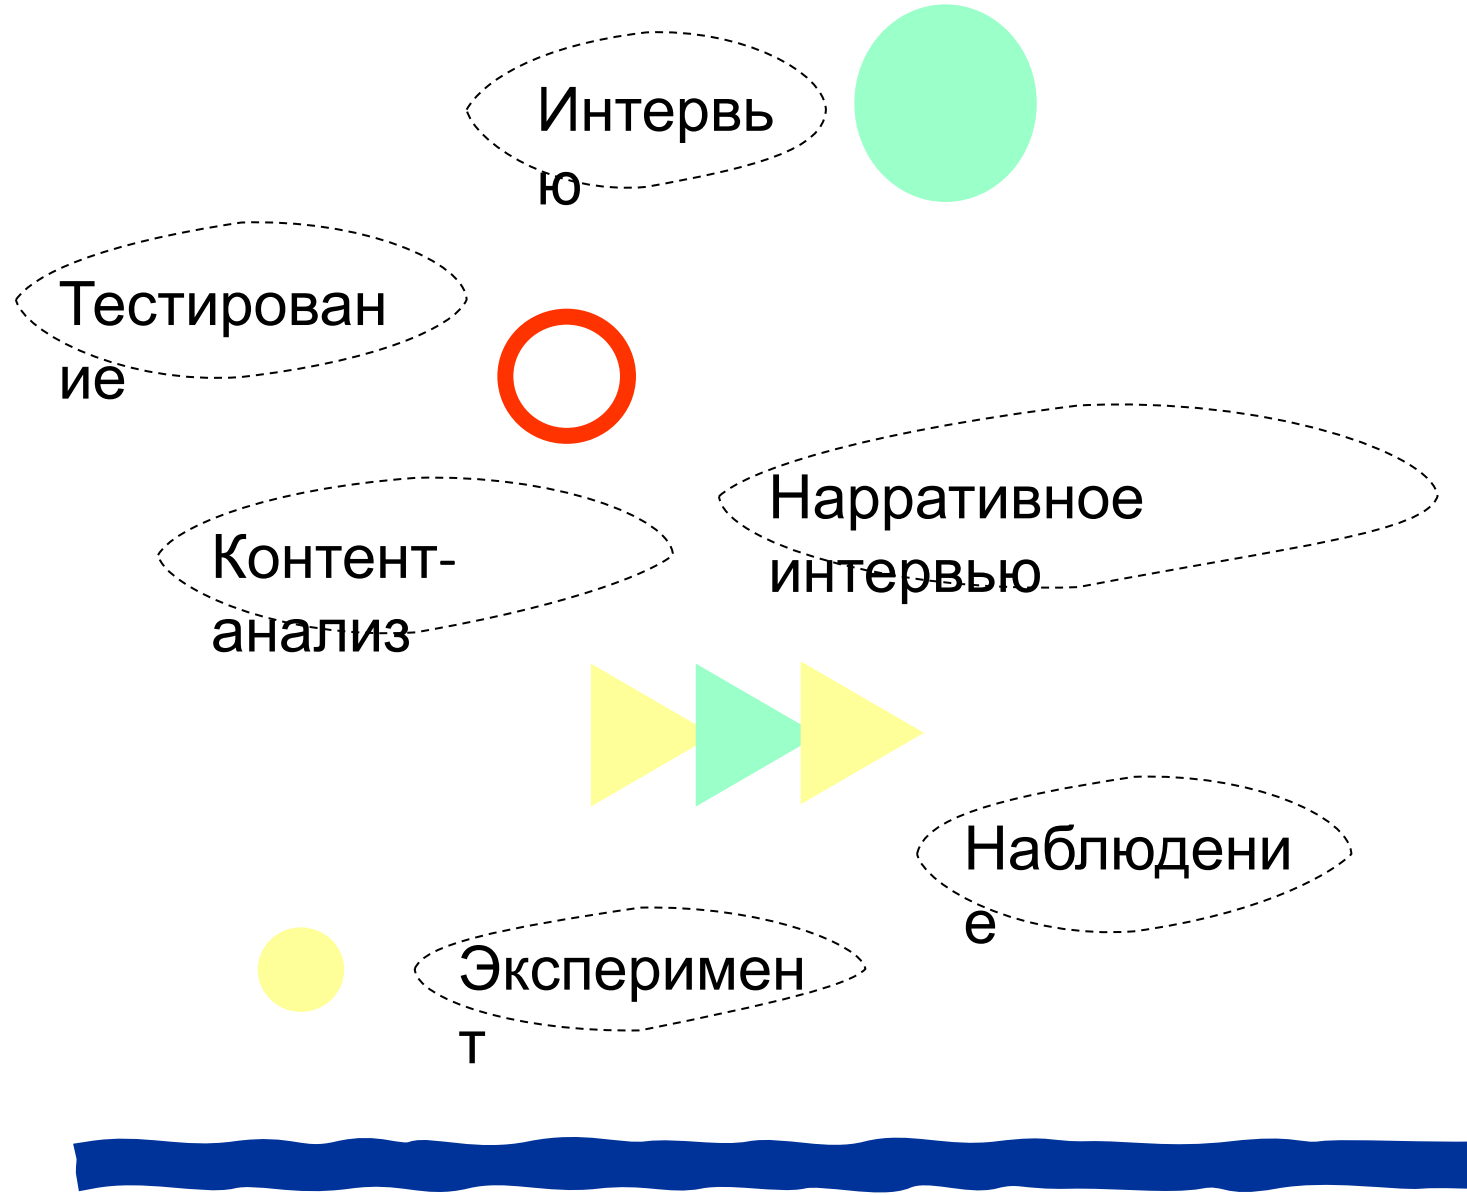 Интервь
ю
Тестирован
ие
Нарративное
интервью
Контент-
анализ
Наблюдени
е
Эксперимен
т